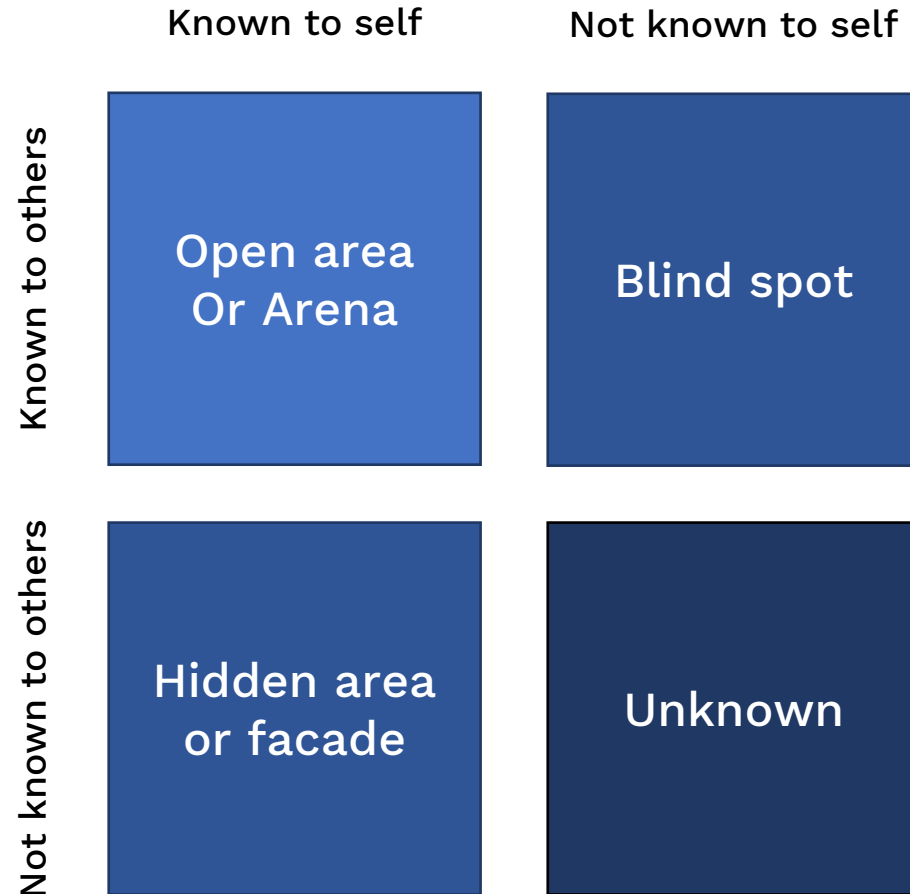 Known to self
Not known to self
Known to others
Open area
Or Arena
Blind spot
Not known to others
Hidden area
or facade
Unknown